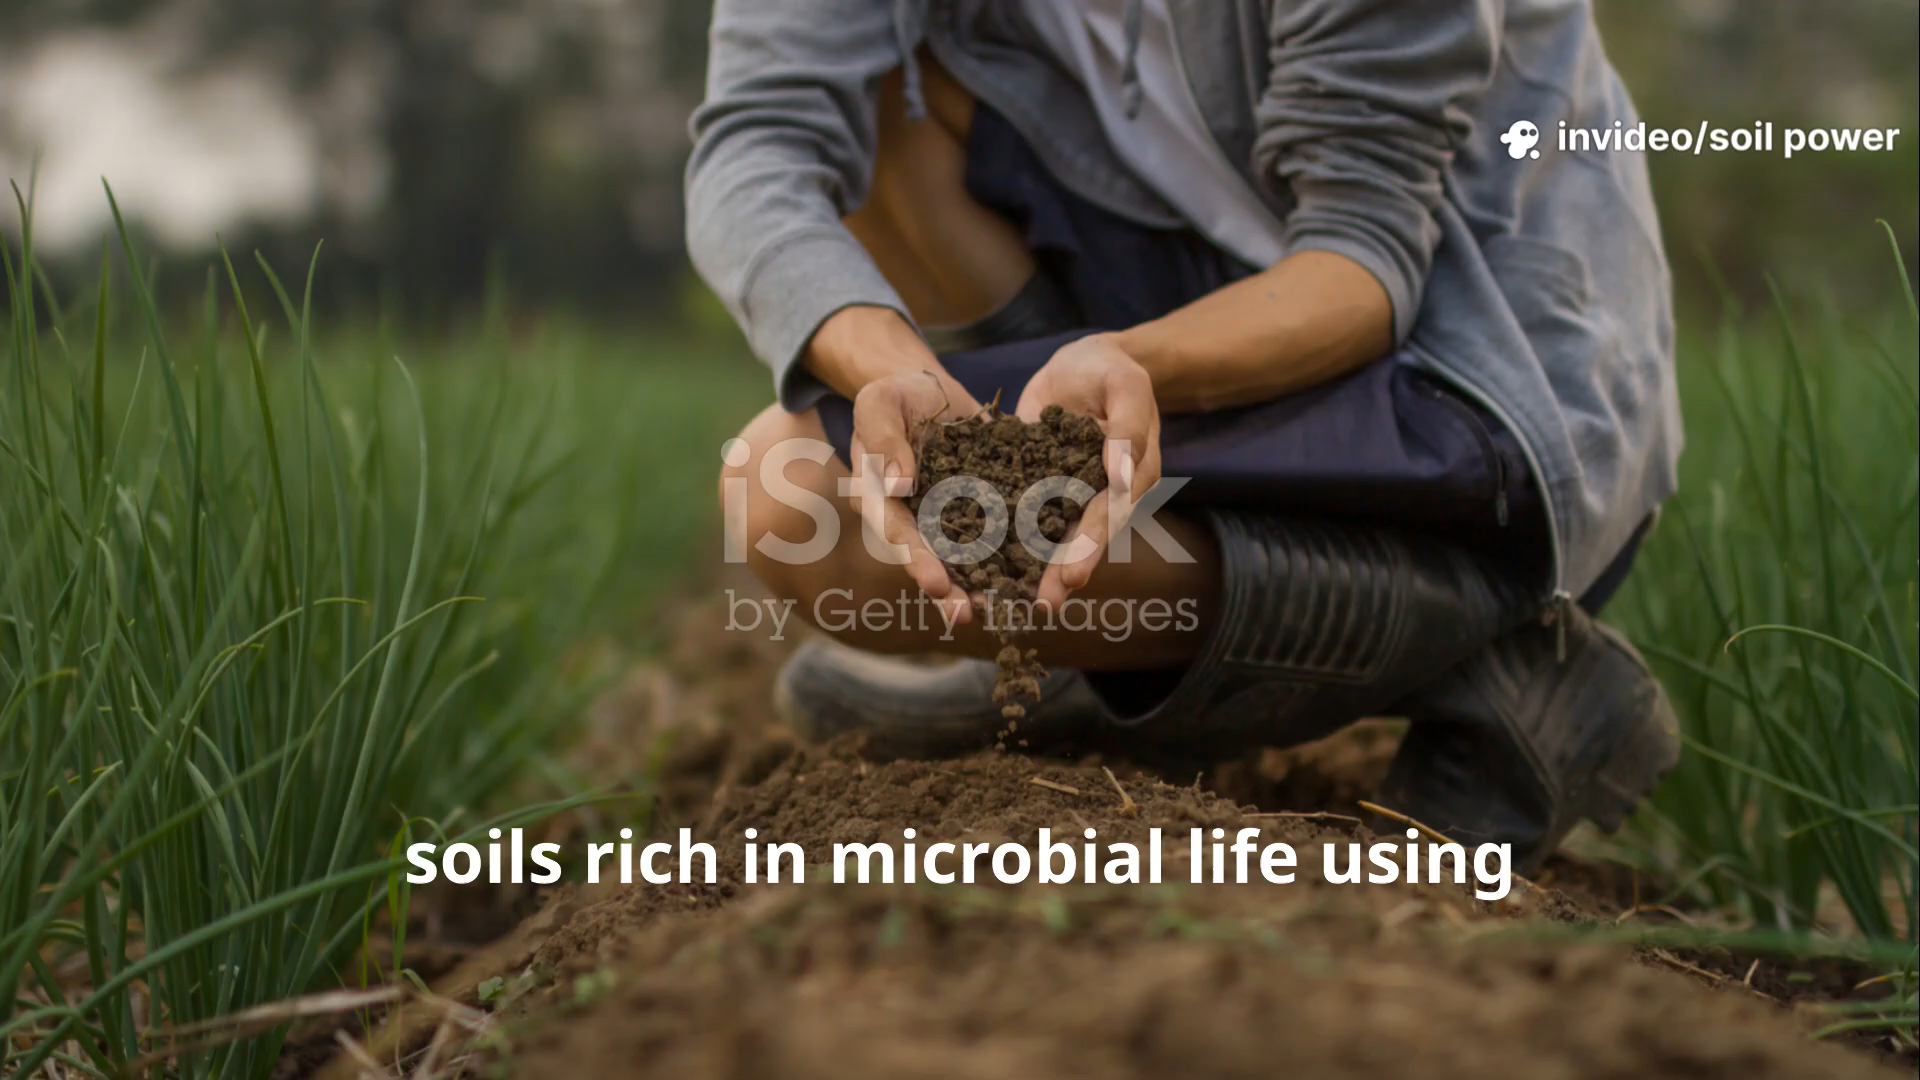 invideo/soil power
iStock
by Getty Images
soils rich in microbial life using